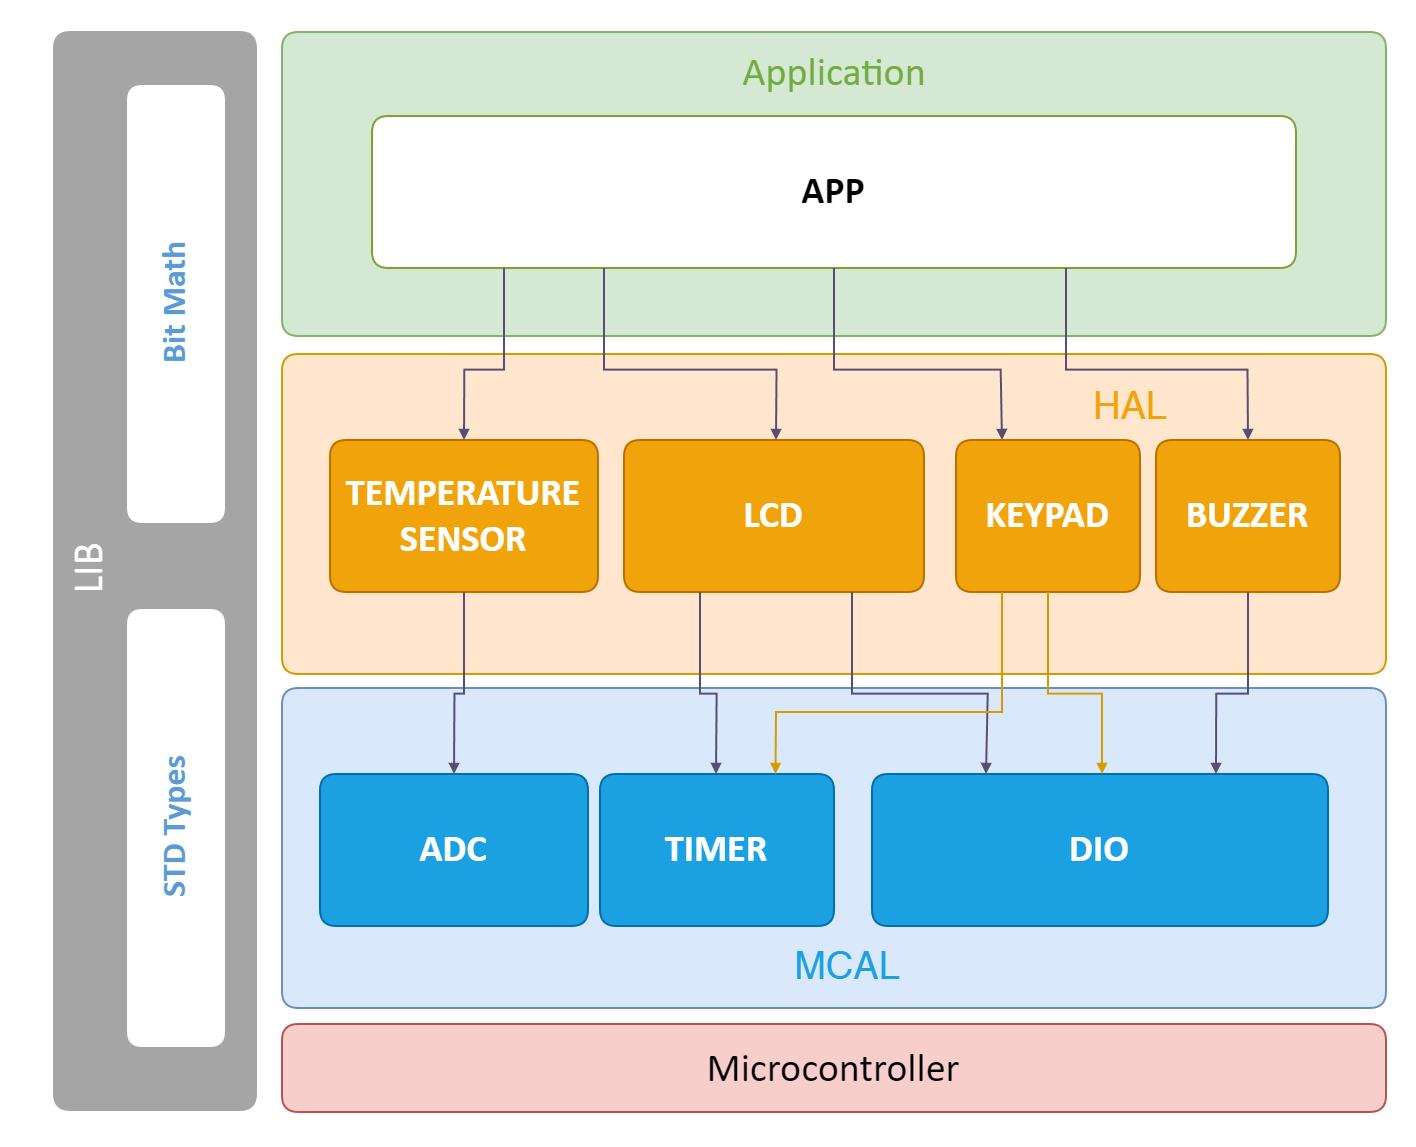 LIB
Bit Math
STD Types
Application
APP
HAL
TEMPERATURE
SENSOR
LCD
KEYPAD
BUZZER
ADC
TIMER
DIO
MCAL
Microcontroller